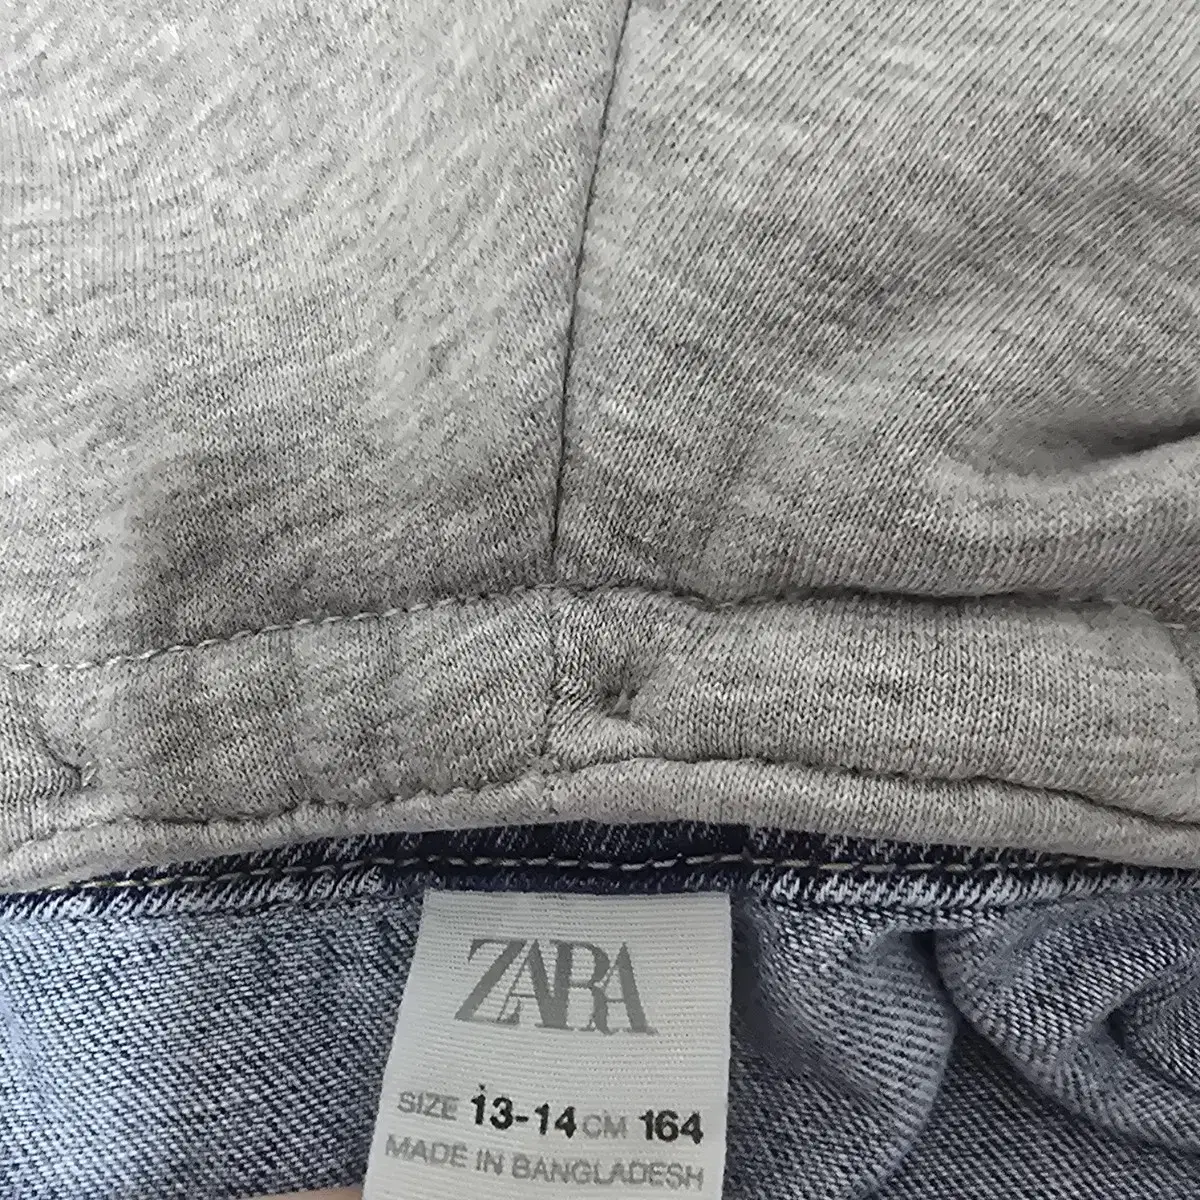 ZARA
SIZE 13-14 CM 164
MADE IN BANGLADESH